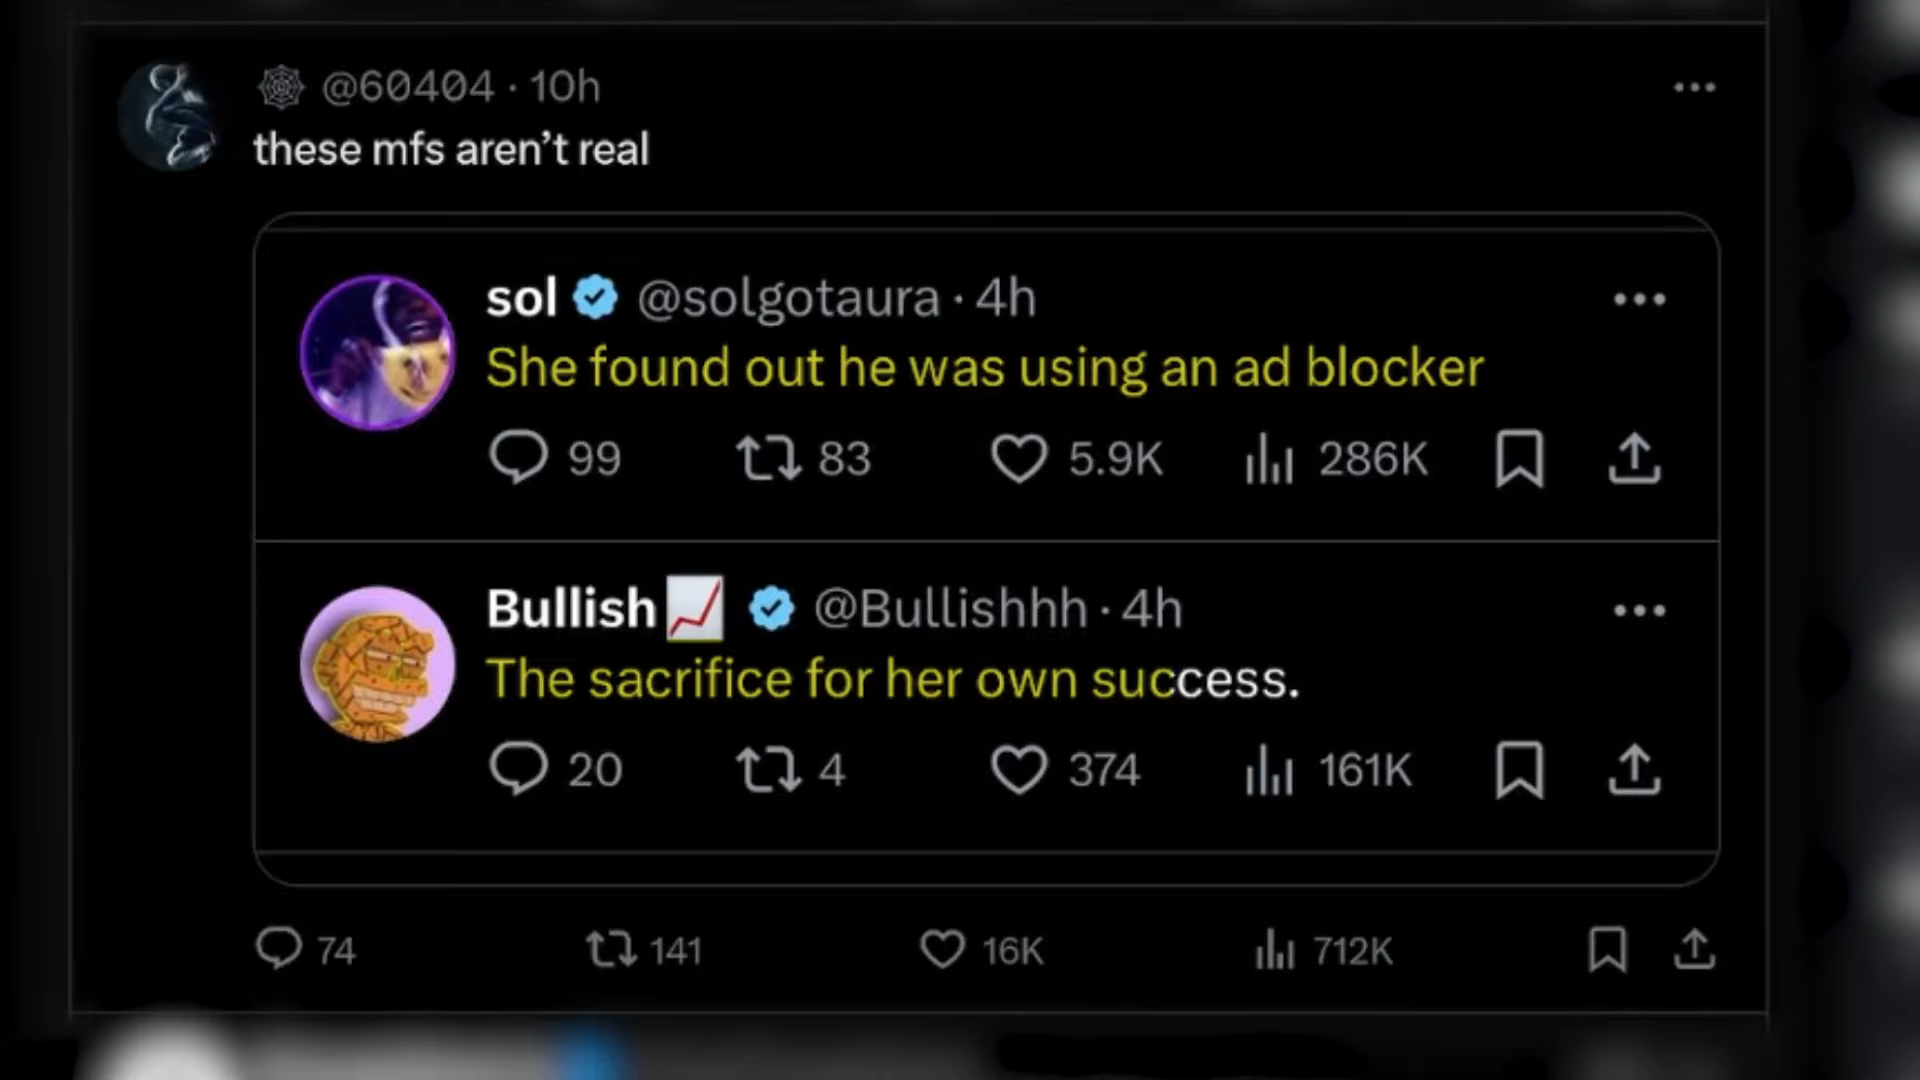 @60404 · 10h
these mfs aren’t real
sol @solgotaura · 4h
She found out he was using an ad blocker
99 83 5.9K 286K
Bullish @Bullishhh · 4h
The sacrifice for her own success.
20 4 374 161K
74 141 16K 712K